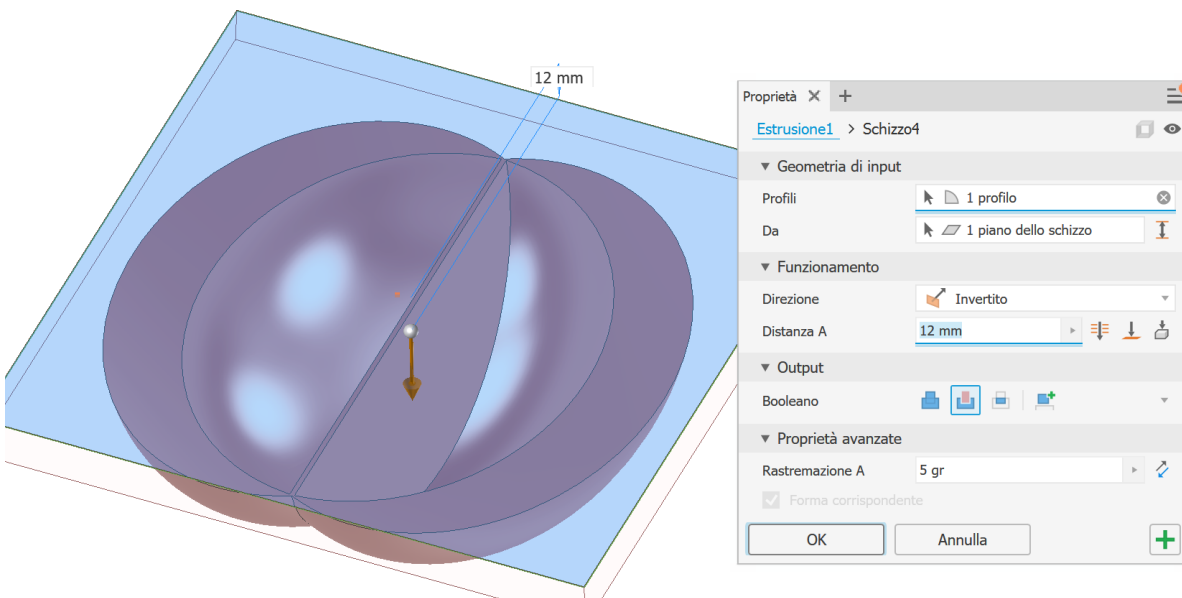 12 mm
Proprietà
Estrusione1 > Schizzo4
Geometria di input
Profili 1 profilo
Da 1 piano dello schizzo
Funzionamento
Direzione Invertito
Distanza A 12 mm
Output
Booleano
Proprietà avanzate
Rastremazione A 5 gr
Forma corrispondente
OK Annulla